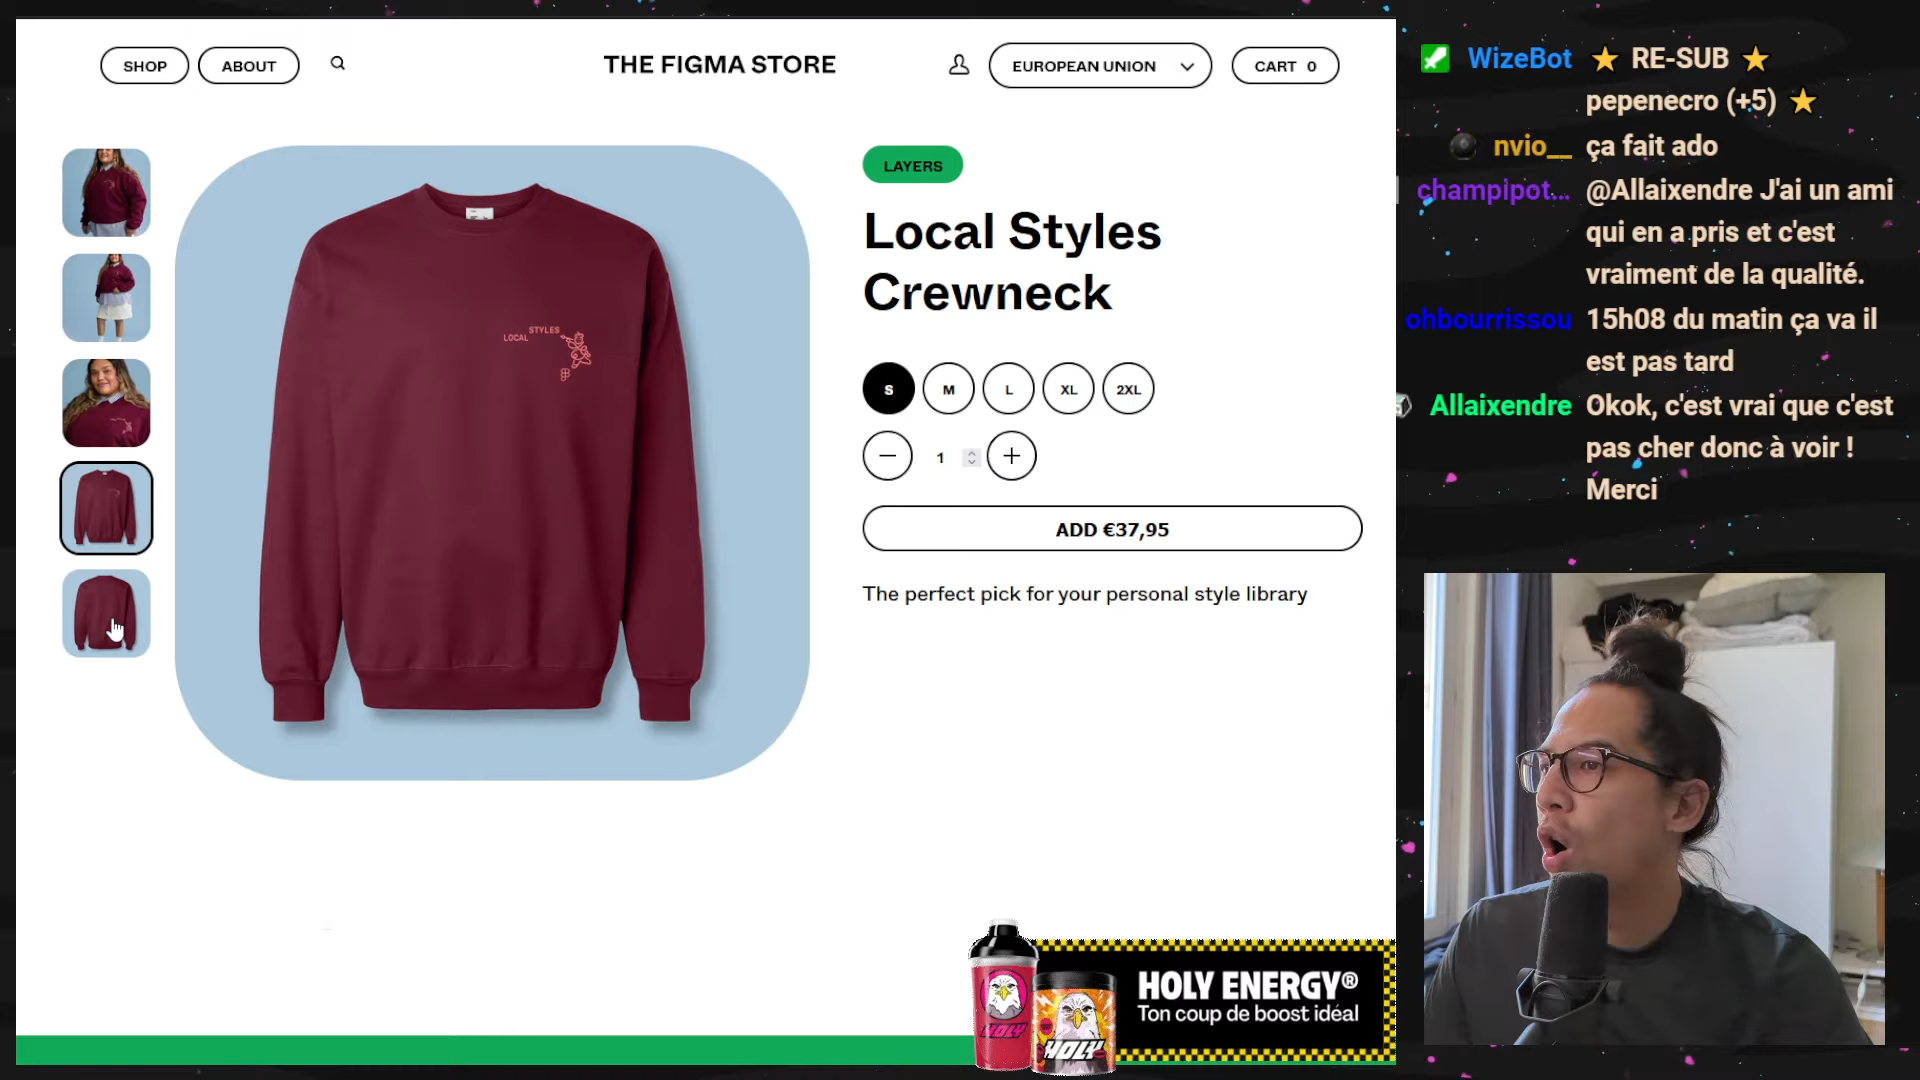 SHOP
ABOUT
THE FIGMA STORE
EUROPEAN UNION
CART 0
LAYERS
Local Styles
Crewneck
STYLES
LOCAL
S
M
L
XL
2XL
1
ADD €37,95
The perfect pick for your personal style library
HOLY ENERGY®
Ton coup de boost idéal
HOLY
HOLY
WizeBot ⭐ RE-SUB ⭐
pepenecro (+5) ⭐
nvio__ ça fait ado
champipot... @Allaixendre J'ai un ami
qui en a pris et c'est
vraiment de la qualité.
ohbourrissou 15h08 du matin ça va il
est pas tard
Allaixendre Okok, c'est vrai que c'est
pas cher donc à voir !
Merci